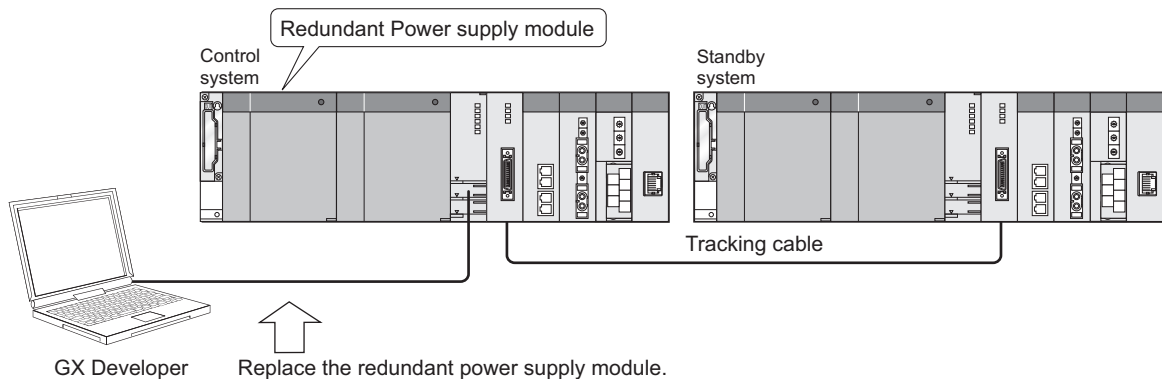 Redundant Power supply module
Control
system
Standby
system
Tracking cable
GX Developer
Replace the redundant power supply module.